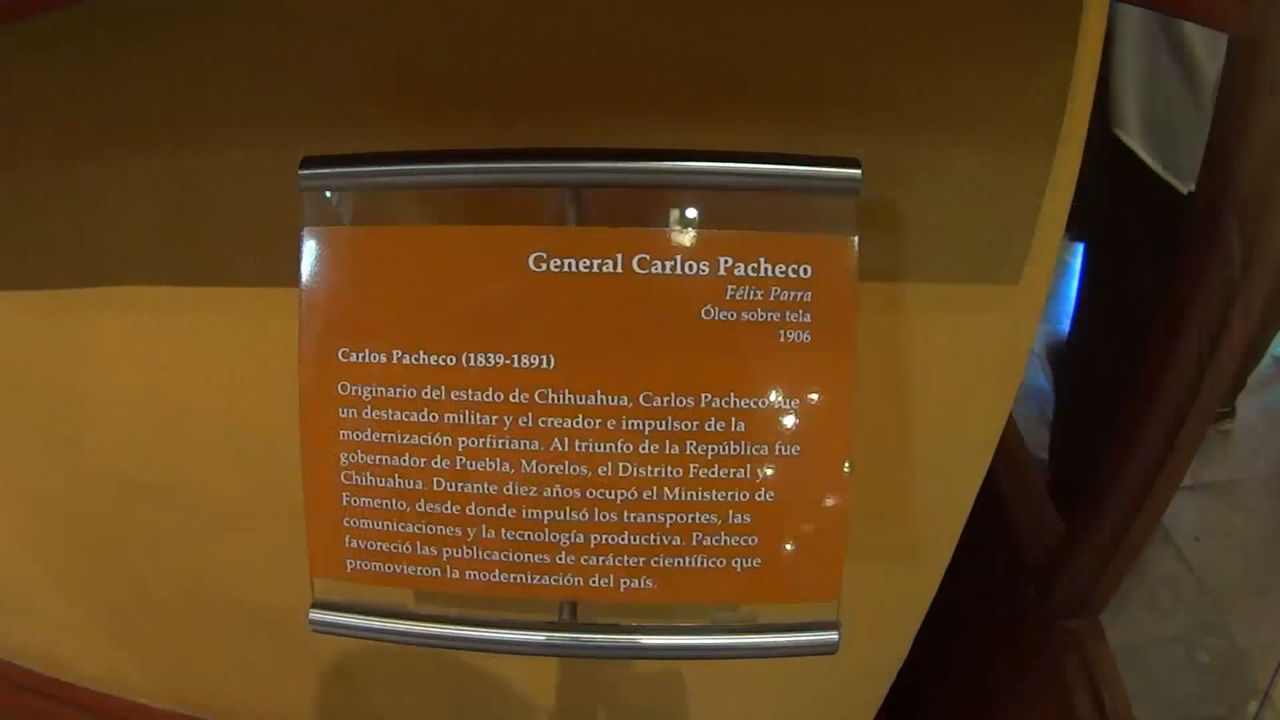 General Carlos Pacheco
Félix Parra
Óleo sobre tela
1906
Carlos Pacheco (1839-1891)
Originario del estado de Chihuahua, Carlos Pacheco fue
un destacado militar y el creador e impulsor de la
modernización porfiriana. Al triunfo de la República fue
gobernador de Puebla, Morelos, el Distrito Federal y
Chihuahua. Durante diez años ocupó el Ministerio de
Fomento, desde donde impulsó los transportes, las
comunicaciones y la tecnología productiva. Pacheco
favoreció las publicaciones de carácter científico que
promovieron la modernización del país.